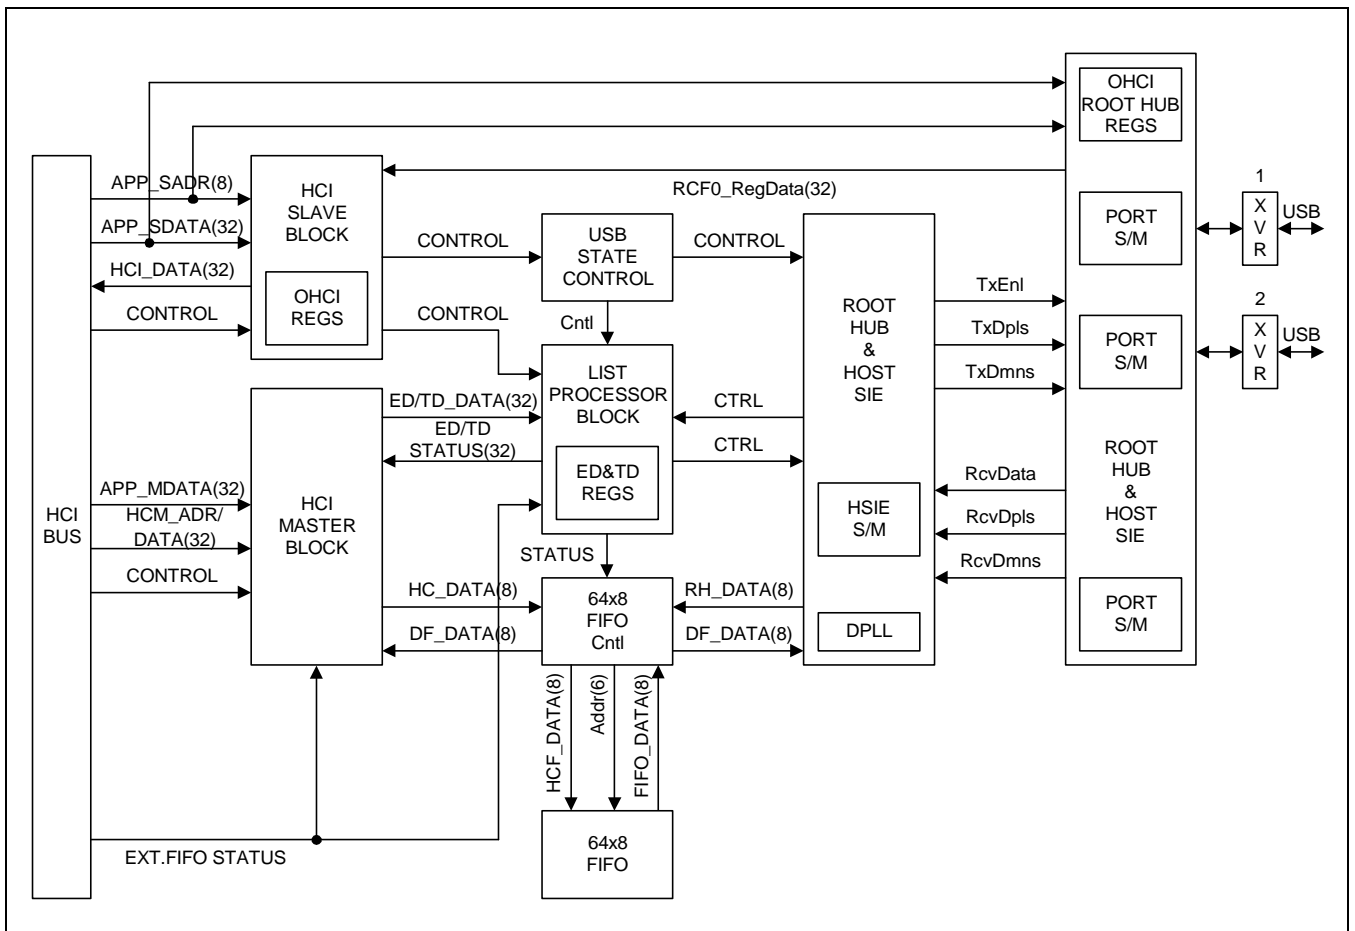 OHCI
ROOT HUB
REGS
APP_SADR(8)
HCI
SLAVE
BLOCK
RCF0_RegData(32)
1
X
V
R
USB
PORT
S/M
APP_SDATA(32)
CONTROL
USB
STATE
CONTROL
CONTROL
HCI_DATA(32)
OHCI
REGS
CONTROL
CONTROL
Cntl
ROOT
HUB
&
HOST
SIE
TxEnl
TxDpls
TxDmns
2
X
V
R
USB
PORT
S/M
LIST
PROCESSOR
BLOCK
ED/TD_DATA(32)
ED/TD
STATUS(32)
CTRL
CTRL
ED&TD
REGS
ROOT
HUB
&
HOST
SIE
HCI
BUS
APP_MDATA(32)
HCM_ADR/
DATA(32)
CONTROL
HCI
MASTER
BLOCK
HSIE
S/M
RcvData
RcvDpls
RcvDmns
STATUS
HC_DATA(8)
DF_DATA(8)
64x8
FIFO
Cntl
RH_DATA(8)
DF_DATA(8)
DPLL
PORT
S/M
HCF_DATA(8)
Addr(6)
FIFO_DATA(8)
EXT.FIFO STATUS
64x8
FIFO